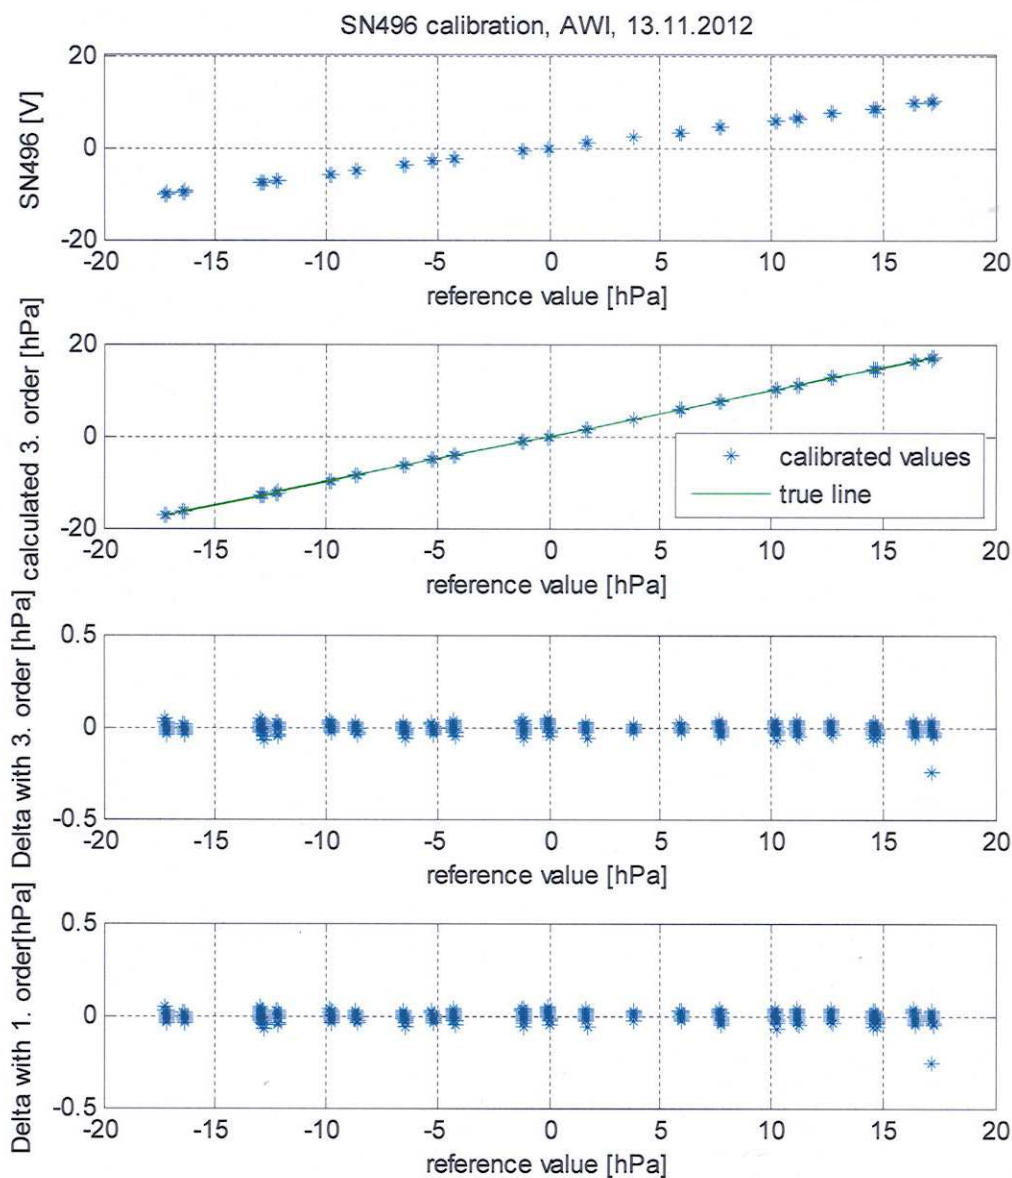 SN496 calibration, AWI, 13.11.2012
SN496 [V]
20
0
-20
-20 -15 -10 -5 0 5 10 15 20
reference value [hPa]
calculated 3. order [hPa]
20
0
-20
calibrated values
true line
-20 -15 -10 -5 0 5 10 15 20
reference value [hPa]
Delta with 3. order [hPa]
0.5
0
-0.5
-20 -15 -10 -5 0 5 10 15 20
reference value [hPa]
Delta with 1. order[hPa]
0.5
0
-0.5
-20 -15 -10 -5 0 5 10 15 20
reference value [hPa]